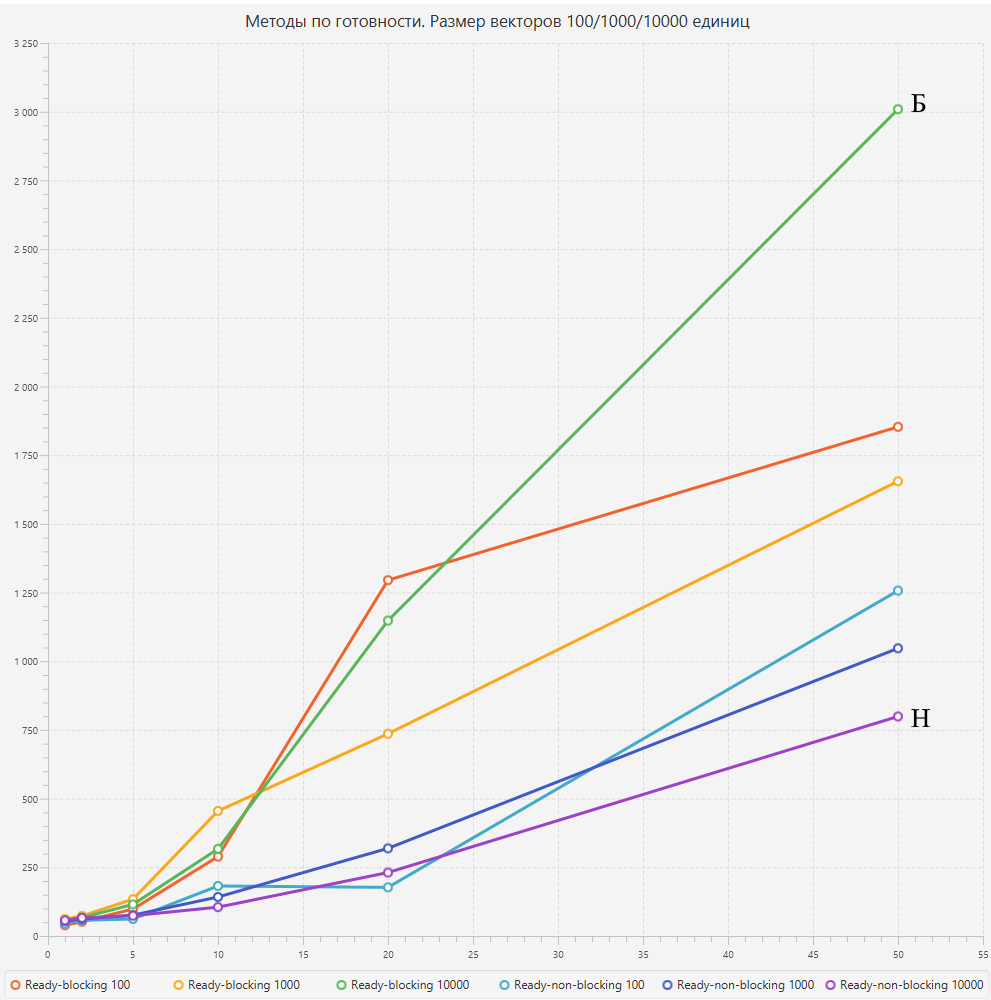 Методы по готовности. Размер векторов 100/1000/10000 единиц
3 250
Б
3 000
2 750
2 500
2 250
2 000
1 750
1 500
1 250
1 000
Н
750
500
250
0
0 5 10 15 20 25 30 35 40 45 50 55
Ready-blocking 100 Ready-blocking 1000 Ready-blocking 10000 Ready-non-blocking 100 Ready-non-blocking 1000 Ready-non-blocking 10000